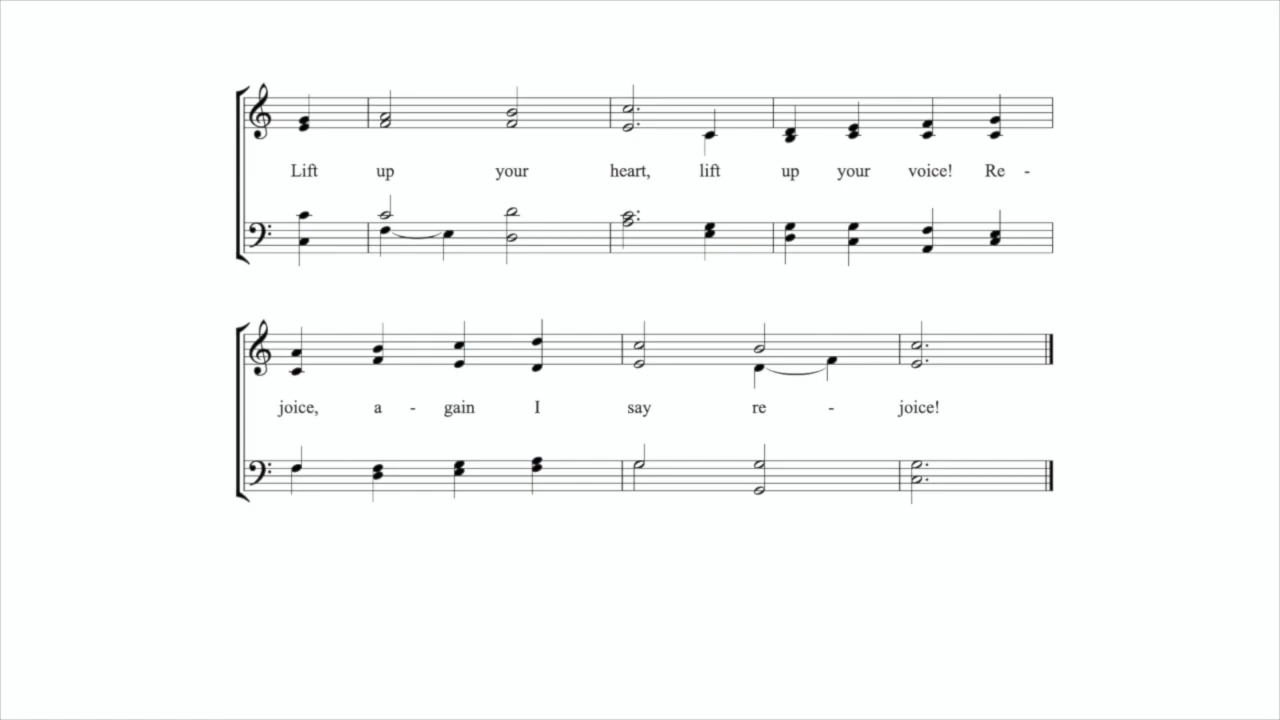 Lift up your heart, lift up your voice! Re -
joice, a - gain I say re - joice!